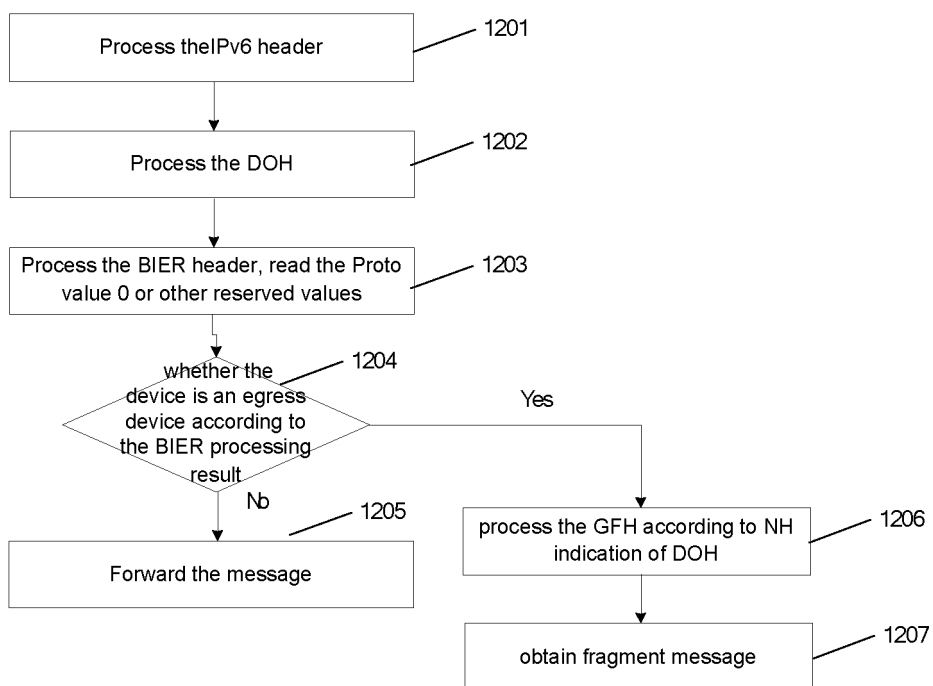 Process theIPv6 header
1201
Process the DOH
1202
Process the BIER header, read the Proto
value 0 or other reserved values
1203
whether the
device is an egress
device according to
the BIER processing
result
1204
Yes
No
1205
Forward the message
process the GFH according to NH
indication of DOH
1206
obtain fragment message
1207